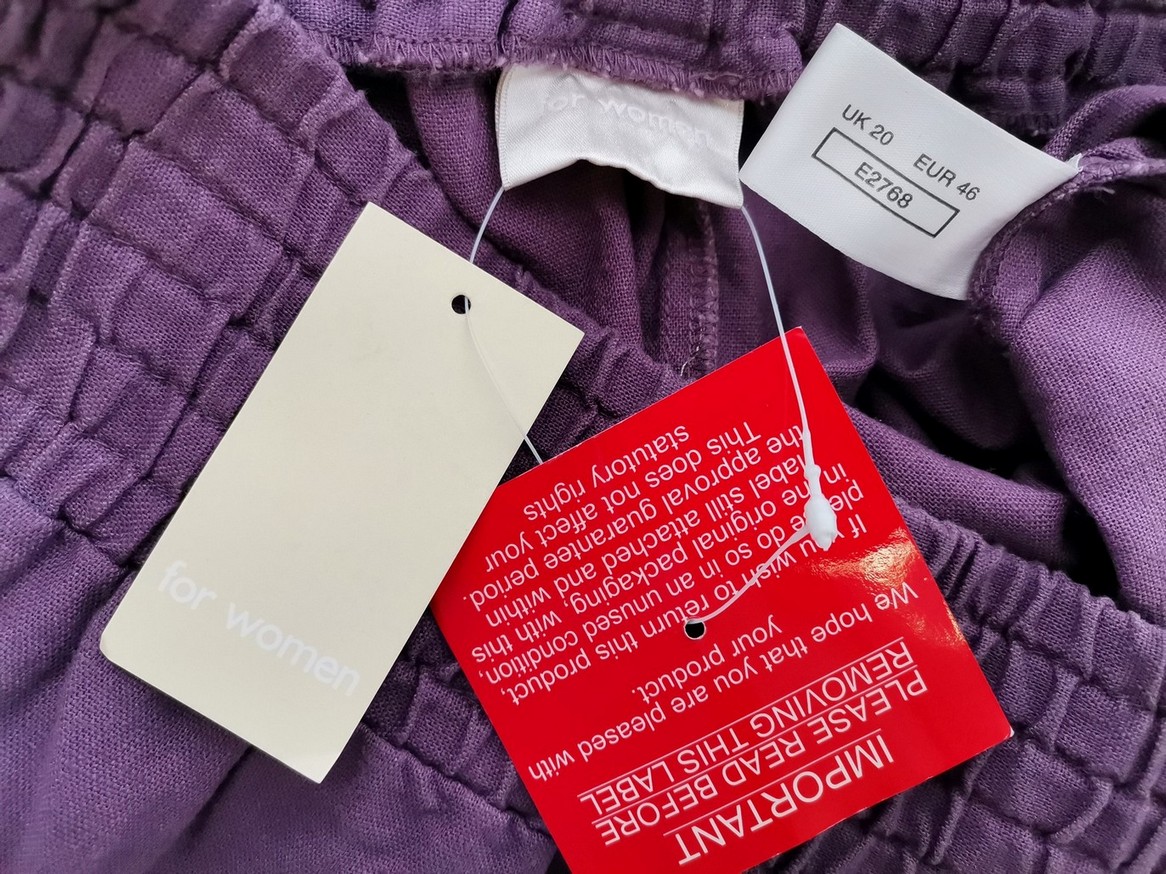 for women
UK 20 EUR 46
E2768
for women
IMPORTANT
PLEASE READ BEFORE
REMOVING THIS LABEL
We hope that you are pleased with
your product.
If you wish to return this product,
please do so in an unused condition,
in the original packaging, with this
label still attached and within
the approval guarantee period.
This does not affect your
statutory rights